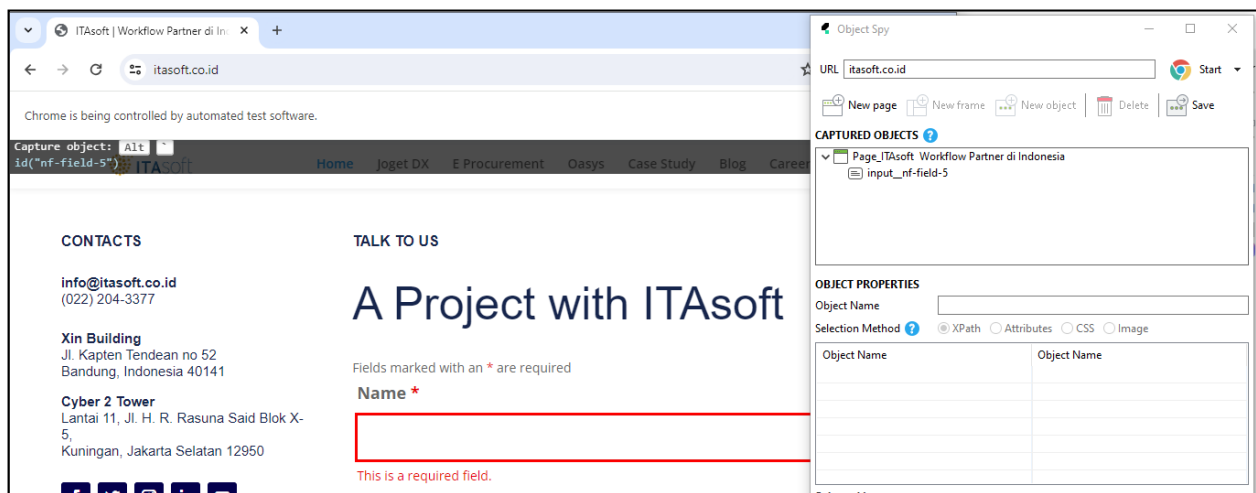 ITAsoft | Workflow Partner di In
itasoft.co.id
Chrome is being controlled by automated test software.
Capture object: Alt `
id("nf-field-5")
ITAsoft
Home Joget DX E Procurement Oasys Case Study Blog Career
CONTACTS
info@itasoft.co.id
(022) 204-3377
Xin Building
Jl. Kapten Tendean no 52
Bandung, Indonesia 40141
Cyber 2 Tower
Lantai 11, Jl. H. R. Rasuna Said Blok X-
5,
Kuningan, Jakarta Selatan 12950
TALK TO US
A Project with ITAsoft
Fields marked with an * are required
Name *
This is a required field.
Object Spy
URL itasoft.co.id Start
New page New frame New object Delete Save
CAPTURED OBJECTS ?
Page_ITAsoft Workflow Partner di Indonesia
input__nf-field-5
OBJECT PROPERTIES
Object Name
Selection Method ? XPath Attributes CSS Image
Object Name Object Name